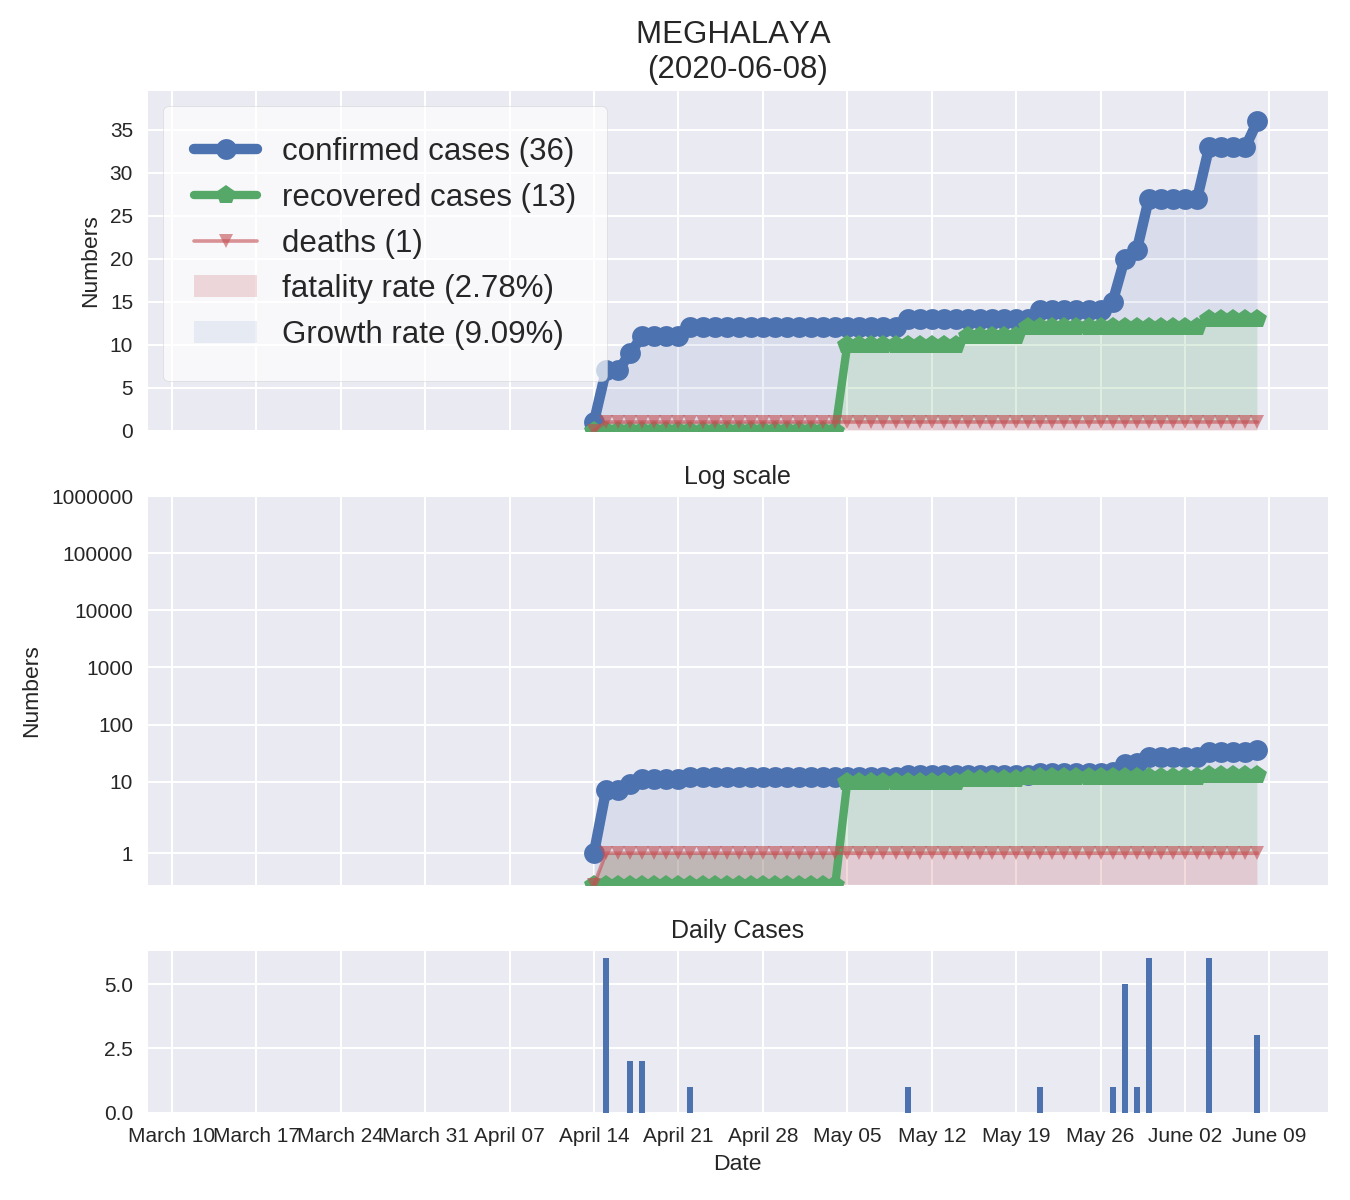 MEGHALAYA
(2020-06-08)
Numbers
35
30
25
20
15
10
5
0
confirmed cases (36)
recovered cases (13)
deaths (1)
fatality rate (2.78%)
Growth rate (9.09%)
Log scale
Numbers
1000000
100000
10000
1000
100
10
1
Daily Cases
5.0
2.5
0.0
March 10 March 17 March 24 March 31 April 07 April 14 April 21 April 28 May 05 May 12 May 19 May 26 June 02 June 09
Date